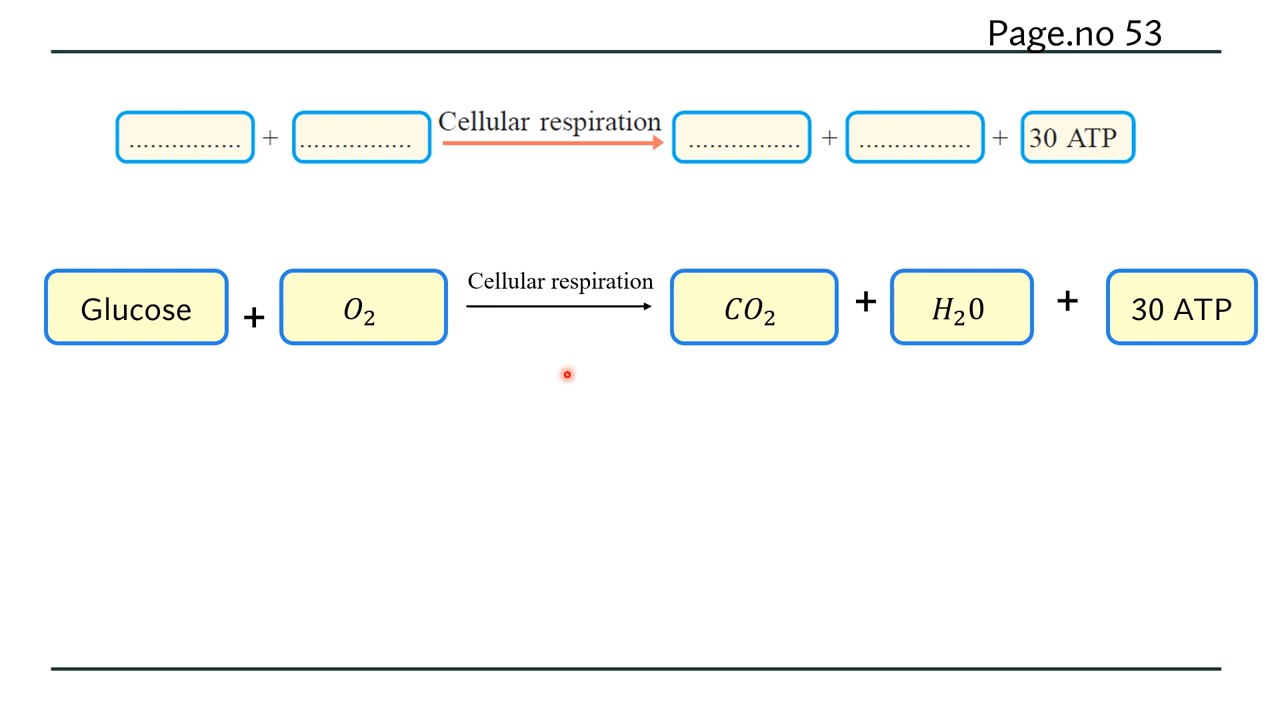 Page.no 53
............... + ............... Cellular respiration ............... + ............... + 30 ATP
Glucose + O₂ Cellular respiration CO₂ + H₂0 + 30 ATP